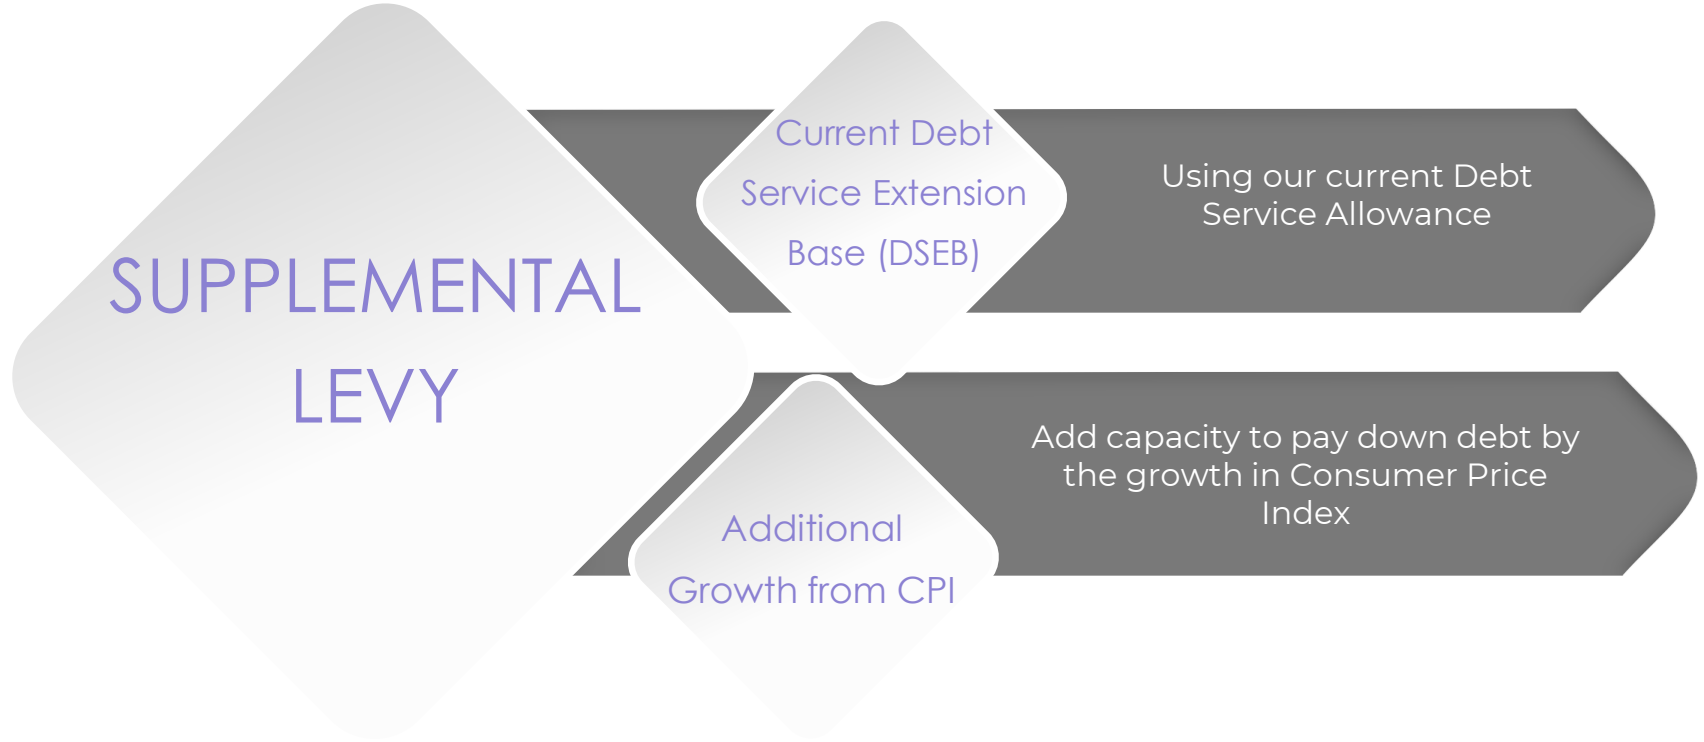 SUPPLEMENTAL
LEVY
Current Debt
Service Extension
Base (DSEB)
Using our current Debt
Service Allowance
Additional
Growth from CPI
Add capacity to pay down debt by
the growth in Consumer Price
Index